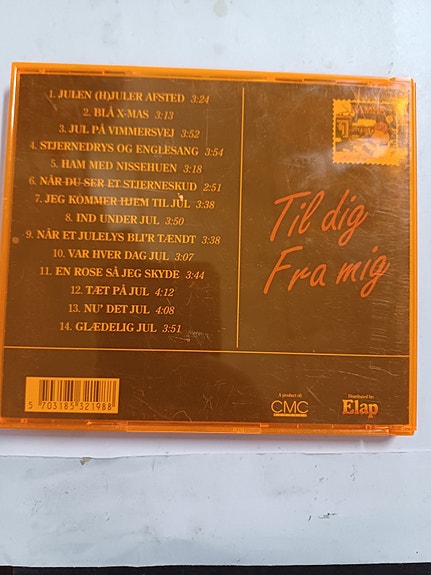 1. JULEN (H)JULER AFSTED 3:24
2. BLÅ X-MAS 3:13
3. JUL PÅ VIMMERSVEJ 3:52
4. STJERNEDRYS OG ENGLESANG 3:54
5. HAM MED NISSEHUEN 3:18
6. NÅR DU SER ET STJERNESKUD 2:51
7. JEG KOMMER HJEM TIL JUL 3:38
8. IND UNDER JUL 3:50
9. NÅR ET JULELYS BLI'R TÆNDT 3:38
10. VAR HVER DAG JUL 3:07
11. EN ROSE SÅ JEG SKYDE 3:44
12. TÆT PÅ JUL 4:12
13. NU' DET JUL 4:08
14. GLÆDELIG JUL 3:51
Til dig
Fra mig
5 703185 321988
A product of:
CMC
Distributed by:
Elap